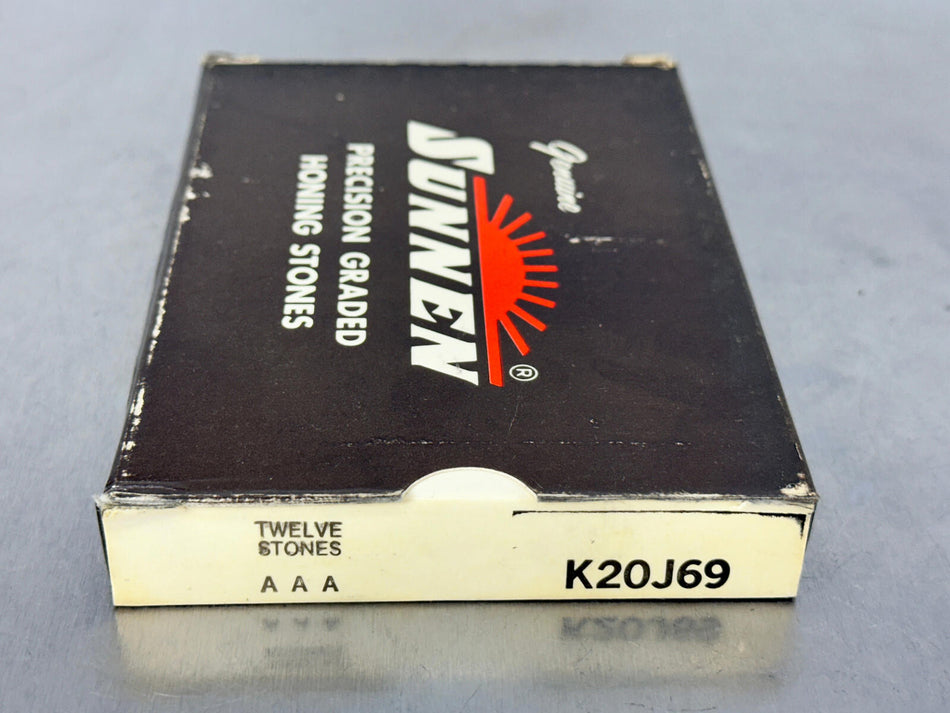 Genuine
SUNNEN®
PRECISION GRADED
HONING STONES
TWELVE
STONES
A A A
K20J69